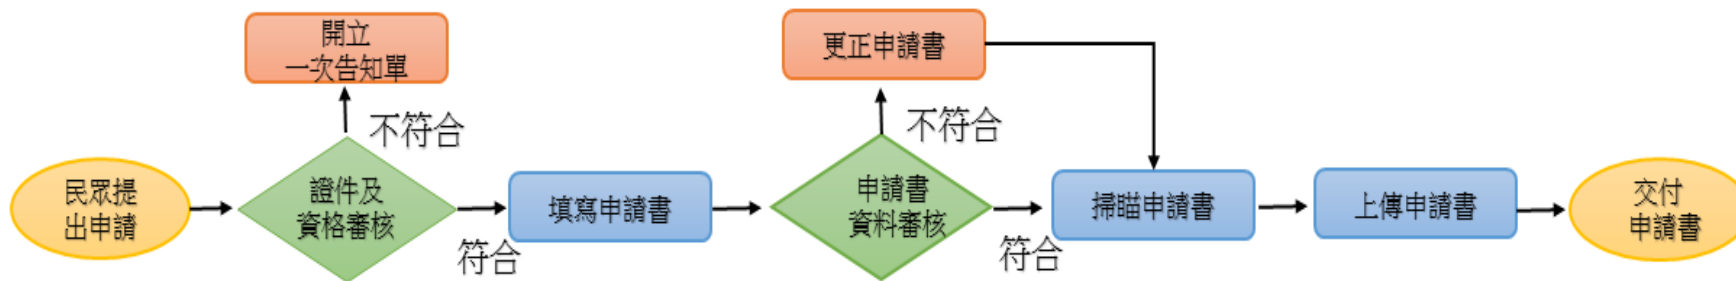 民眾提
出申請
證件及
資格審核
不符合
開立
一次告知單
符合
填寫申請書
申請書
資料審核
不符合
更正申請書
符合
掃瞄申請書
上傳申請書
交付
申請書